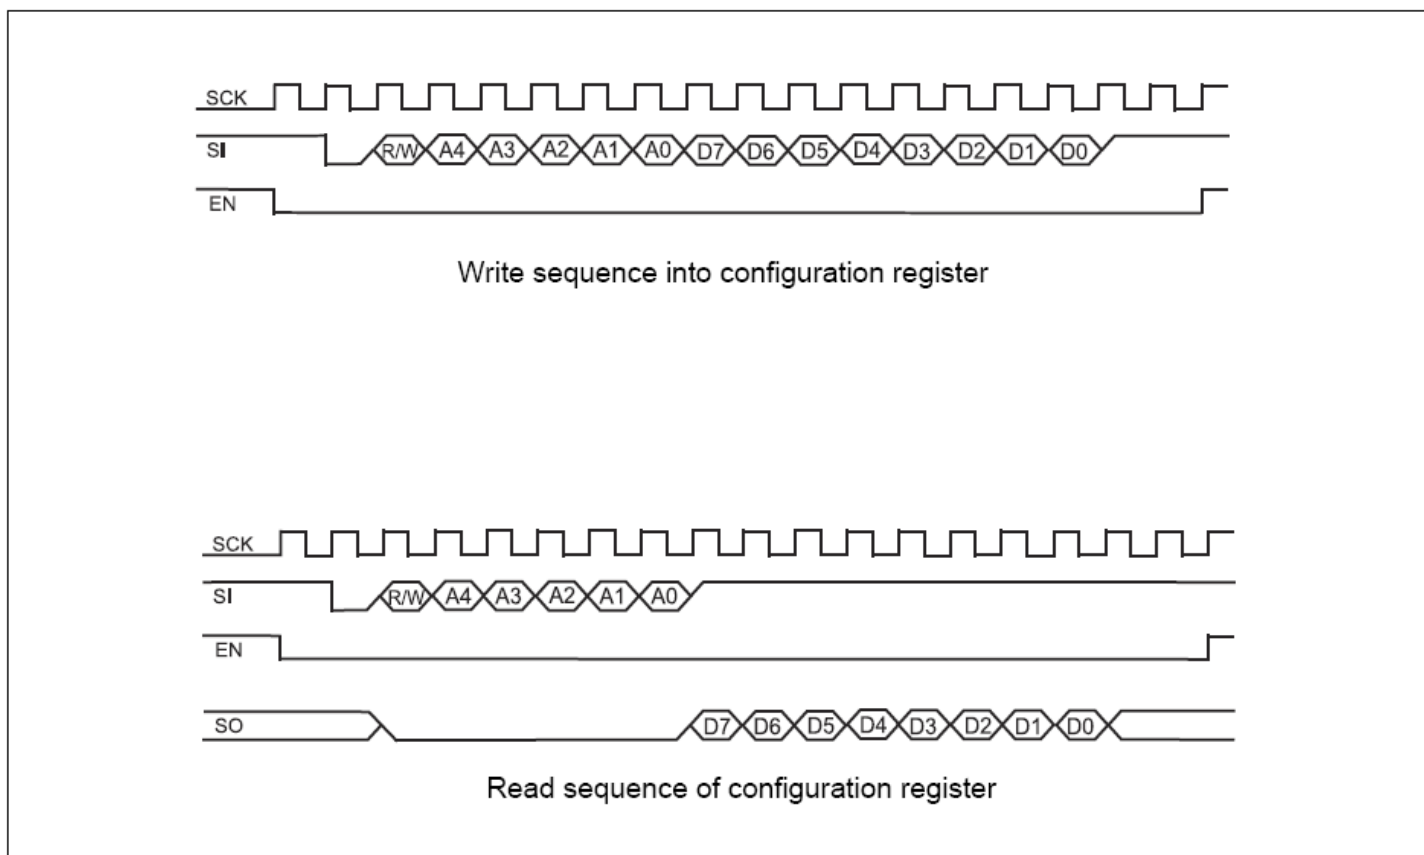 SCK
SI R/W A4 A3 A2 A1 A0 D7 D6 D5 D4 D3 D2 D1 D0
EN
Write sequence into configuration register
SCK
SI R/W A4 A3 A2 A1 A0
EN
SO D7 D6 D5 D4 D3 D2 D1 D0
Read sequence of configuration register